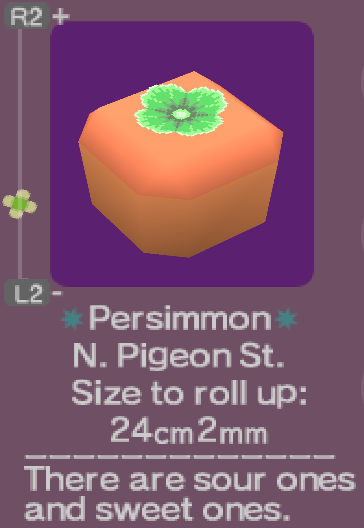 R2 +
L2 -
Persimmon
N. Pigeon St.
Size to roll up:
24cm2mm
There are sour ones
and sweet ones.